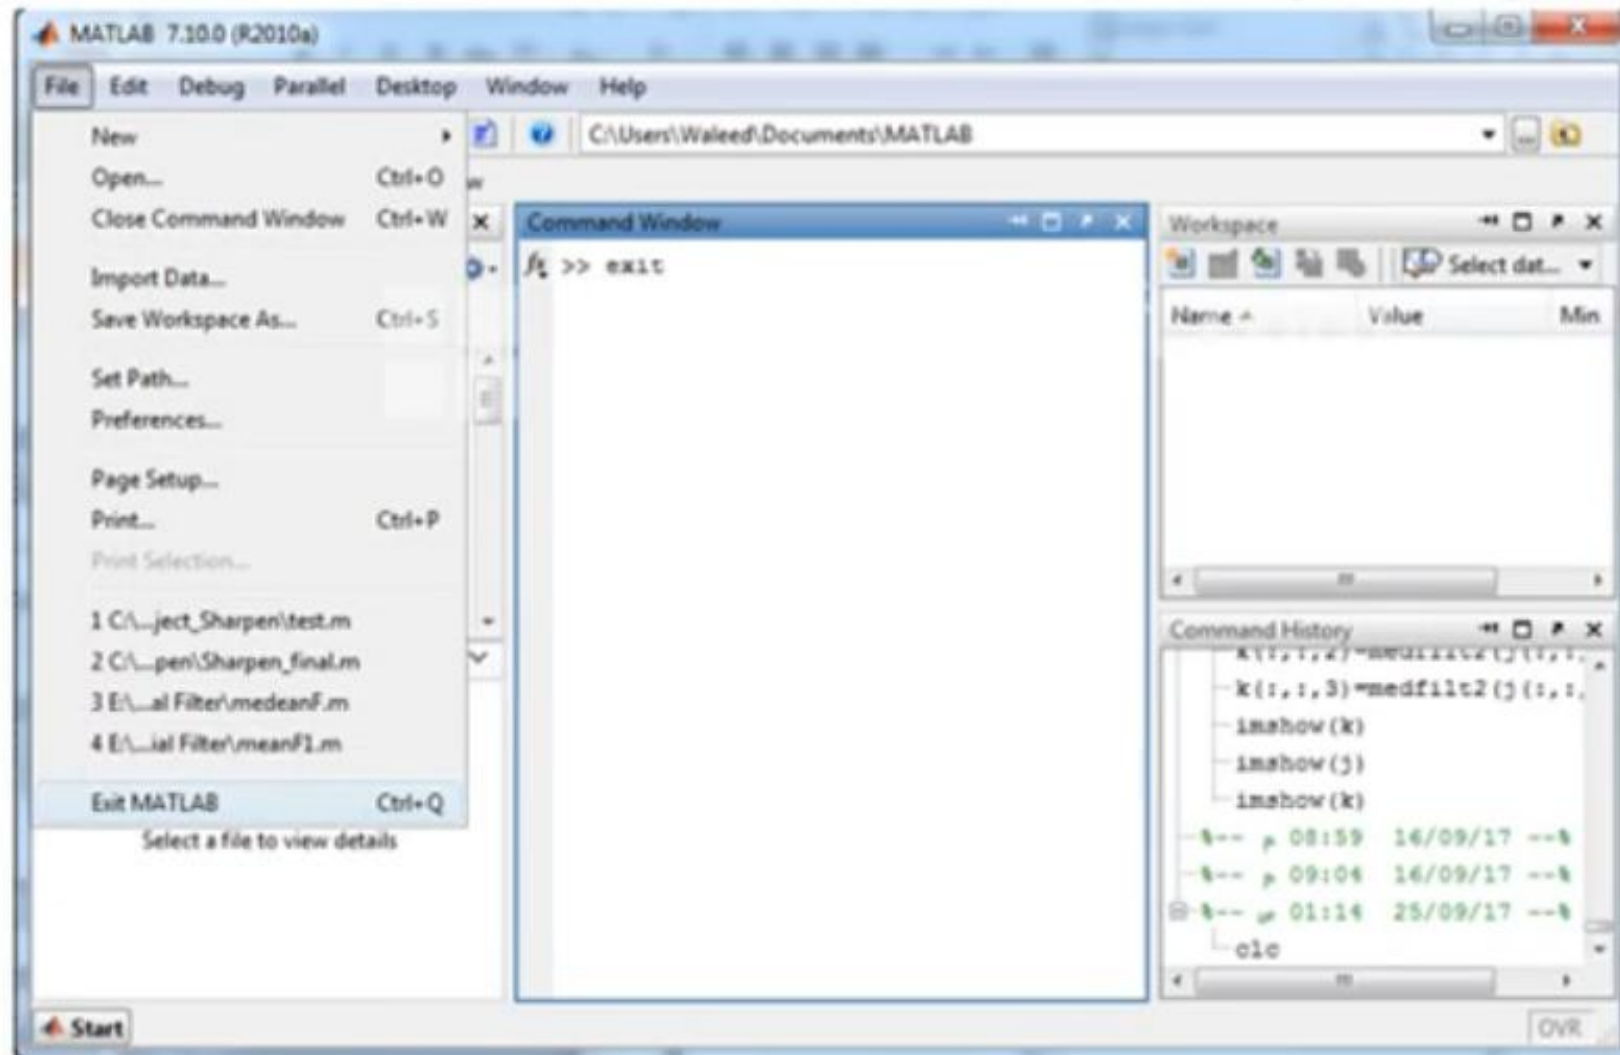 MATLAB 7.10.0 (R2010a)
File Edit Debug Parallel Desktop Window Help
C:\Users\Waleed\Documents\MATLAB
New
Open... Ctrl+O
Close Command Window Ctrl+W
Import Data...
Save Workspace As... Ctrl+S
Set Path...
Preferences...
Page Setup...
Print... Ctrl+P
Print Selection...
1 C:\...ject_Sharpen\test.m
2 C:\...pen\Sharpen_final.m
3 E:\...al Filter\medeanF.m
4 E:\...ial Filter\meanF1.m
Exit MATLAB Ctrl+Q
Select a file to view details
Command Window
fx >> exit
Workspace
Select dat...
Name Value Min
Command History
k(:,:,2)=medfilt2(j(:,:,
k(:,:,3)=medfilt2(j(:,:,
imshow(k)
imshow(j)
imshow(k)
%-- م 08:59 16/09/17 --%
%-- م 09:04 16/09/17 --%
%-- ص 01:14 25/09/17 --%
clc
Start
OVR